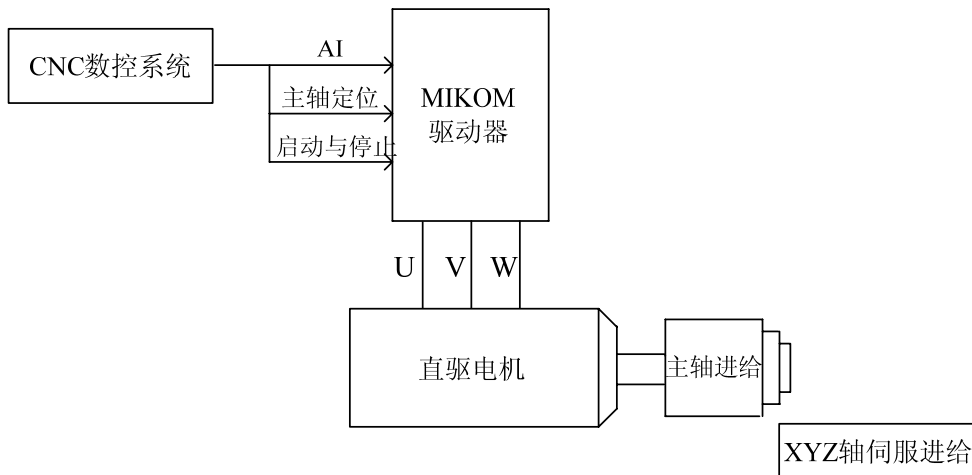 CNC数控系统
AI
主轴定位
启动与停止
MIKOM
驱动器
U
V
W
直驱电机
主轴进给
XYZ轴伺服进给